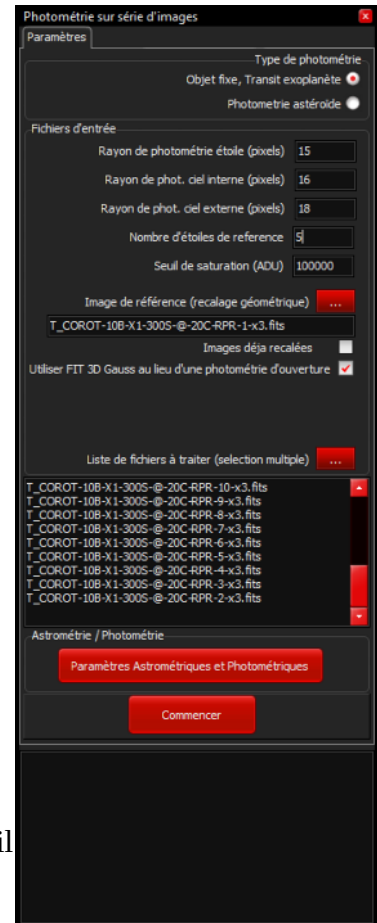 Photométrie sur série d'images
Paramètres
Type de photométrie
Objet fixe, Transit exoplanète
Photometrie astéroide
Fichiers d'entrée
Rayon de photométrie étoile (pixels) 15
Rayon de phot. ciel interne (pixels) 16
Rayon de phot. ciel externe (pixels) 18
Nombre d'étoiles de reference 5
Seuil de saturation (ADU) 100000
Image de référence (recalage géométrique) ...
T_COROT-10B-X1-300S-@-20C-RPR-1-x3.fits
Images déja recalées
Utiliser FIT 3D Gauss au lieu d'une photométrie d'ouverture
Liste de fichiers à traiter (selection multiple) ...
T_COROT-10B-X1-300S-@-20C-RPR-10-x3.fits
T_COROT-10B-X1-300S-@-20C-RPR-9-x3.fits
T_COROT-10B-X1-300S-@-20C-RPR-8-x3.fits
T_COROT-10B-X1-300S-@-20C-RPR-7-x3.fits
T_COROT-10B-X1-300S-@-20C-RPR-6-x3.fits
T_COROT-10B-X1-300S-@-20C-RPR-5-x3.fits
T_COROT-10B-X1-300S-@-20C-RPR-4-x3.fits
T_COROT-10B-X1-300S-@-20C-RPR-3-x3.fits
T_COROT-10B-X1-300S-@-20C-RPR-2-x3.fits
Astrométrie / Photométrie
Paramètres Astrométriques et Photométriques
Commencer
il